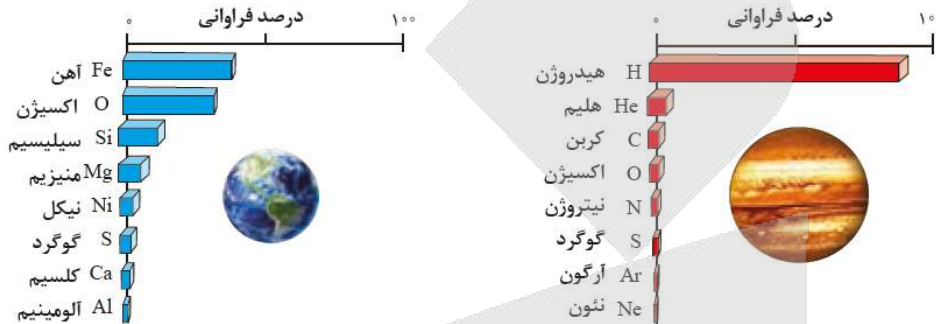 درصد فراوانی
۰ ۱۰۰
Fe آهن
O اکسیژن
Si سیلیسیم
Mg منیزیم
Ni نیکل
S گوگرد
Ca کلسیم
Al آلومینیم
درصد فراوانی
۰ ۱۰
H هیدروژن
He هلیم
C کربن
O اکسیژن
N نیتروژن
S گوگرد
Ar آرگون
Ne نئون